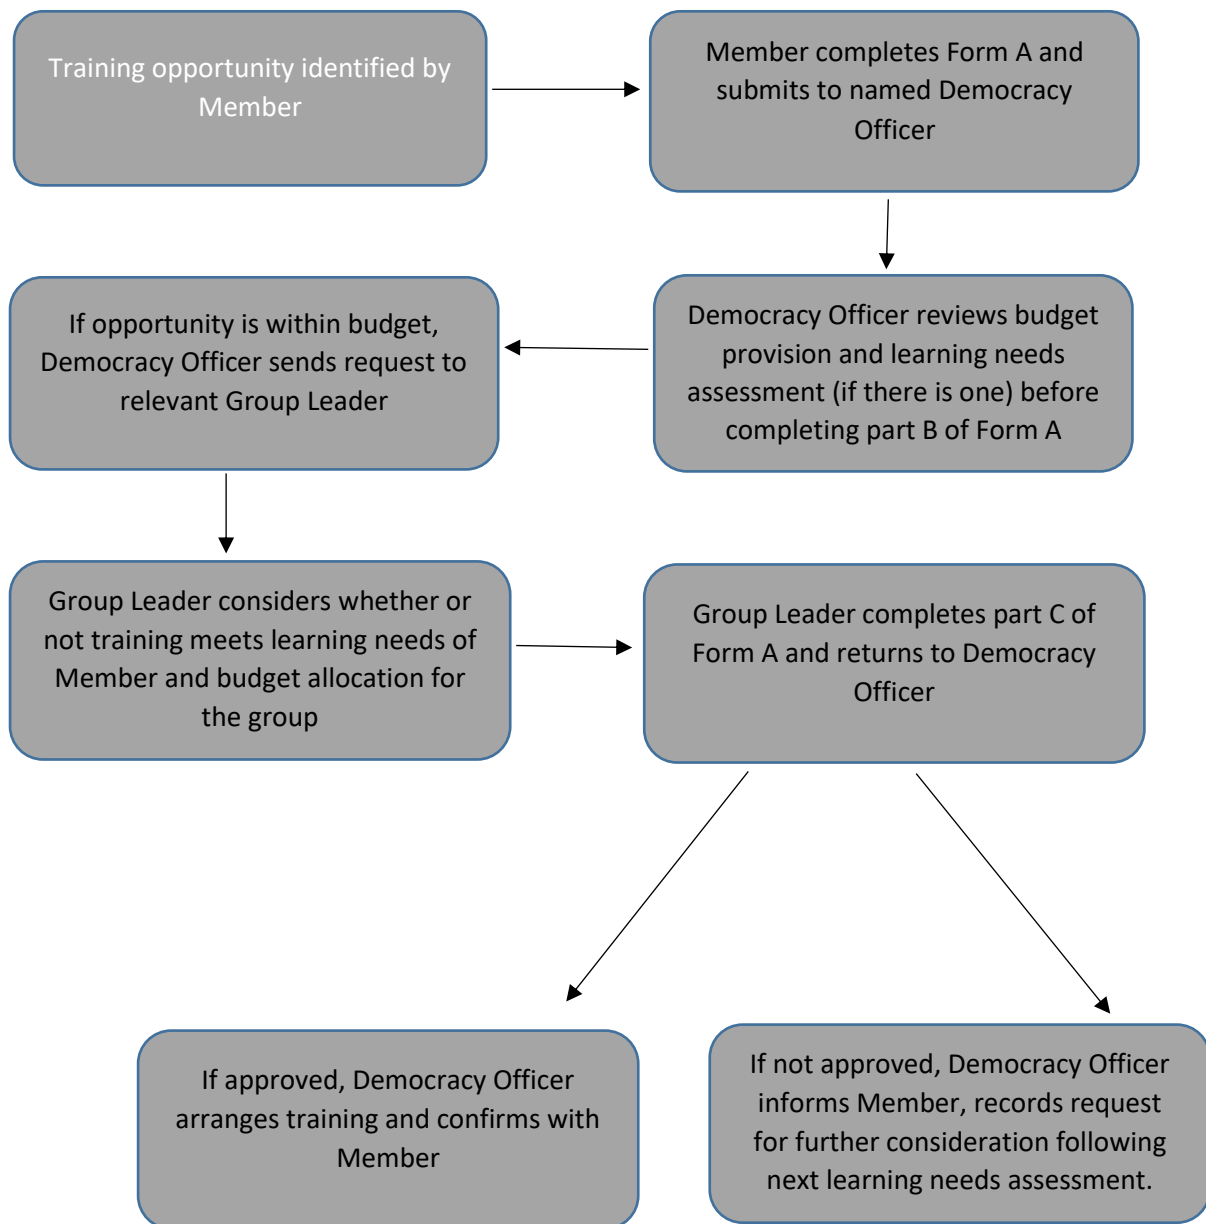 Training opportunity identified by
Member
Member completes Form A and
submits to named Democracy
Officer
Democracy Officer reviews budget
provision and learning needs
assessment (if there is one) before
completing part B of Form A
If opportunity is within budget,
Democracy Officer sends request to
relevant Group Leader
Group Leader considers whether or
not training meets learning needs of
Member and budget allocation for
the group
Group Leader completes part C of
Form A and returns to Democracy
Officer
If approved, Democracy Officer
arranges training and confirms with
Member
If not approved, Democracy Officer
informs Member, records request
for further consideration following
next learning needs assessment.